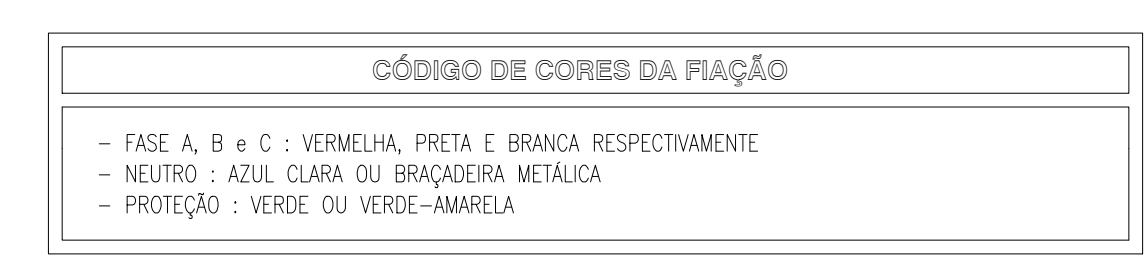 CÓDIGO DE CORES DA FIAÇÃO
- FASE A, B e C : VERMELHA, PRETA E BRANCA RESPECTIVAMENTE
- NEUTRO : AZUL CLARA OU BRAÇADEIRA METÁLICA
- PROTEÇÃO : VERDE OU VERDE-AMARELA